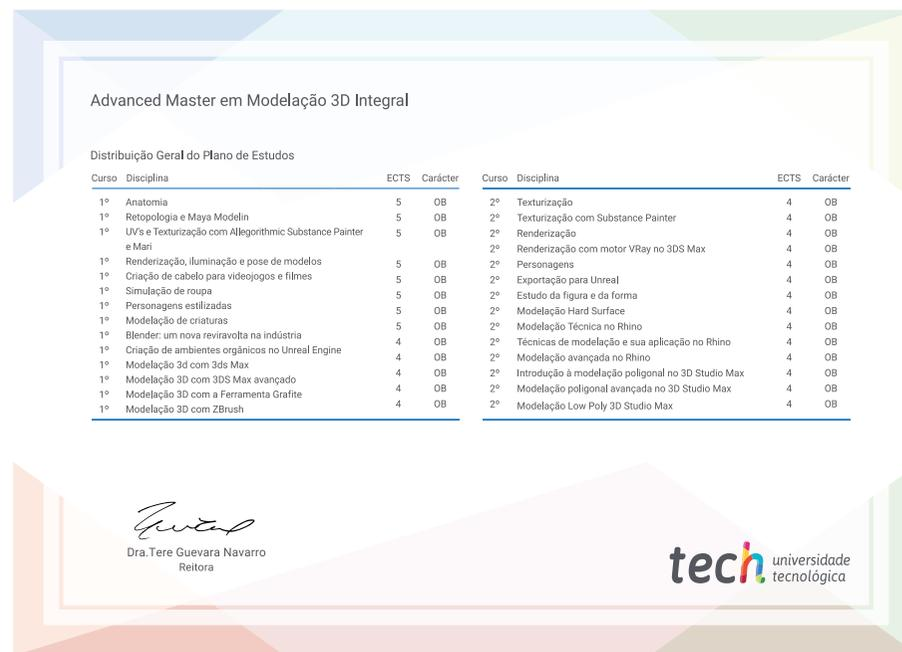 Advanced Master em Modelação 3D Integral
Distribuição Geral do Plano de Estudos
Curso Disciplina ECTS Carácter
1º Anatomia 5 OB
1º Retopologia e Maya Modelin 5 OB
1º UV's e Texturização com Allegorithmic Substance Painter 5 OB
e Mari
1º Renderização, iluminação e pose de modelos 5 OB
1º Criação de cabelo para videojogos e filmes 5 OB
1º Simulação de roupa 5 OB
1º Personagens estilizadas 5 OB
1º Modelação de criaturas 5 OB
1º Blender: um nova reviravolta na indústria 4 OB
1º Criação de ambientes orgânicos no Unreal Engine 4 OB
1º Modelação 3d com 3ds Max 4 OB
1º Modelação 3D com 3DS Max avançado 4 OB
1º Modelação 3D com a Ferramenta Grafite 4 OB
1º Modelação 3D com ZBrush
Curso Disciplina ECTS Carácter
2º Texturização 4 OB
2º Texturização com Substance Painter 4 OB
2º Renderização 4 OB
2º Renderização com motor VRay no 3DS Max 4 OB
2º Personagens 4 OB
2º Exportação para Unreal 4 OB
2º Estudo da figura e da forma 4 OB
2º Modelação Hard Surface 4 OB
2º Modelação Técnica no Rhino 4 OB
2º Técnicas de modelação e sua aplicação no Rhino 4 OB
2º Modelação avançada no Rhino 4 OB
2º Introdução à modelação poligonal no 3D Studio Max 4 OB
2º Modelação poligonal avançada no 3D Studio Max 4 OB
2º Modelação Low Poly 3D Studio Max 4 OB
Dra.Tere Guevara Navarro
Reitora
tech universidade
tecnológica